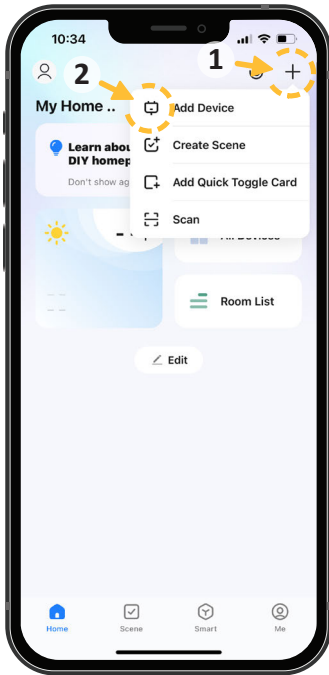 10:34
1
2
My Home ..
Add Device
Learn abou
DIY homep
Create Scene
Don't show ag
Add Quick Toggle Card
Scan
Room List
Edit
Home
Scene
Smart
Me